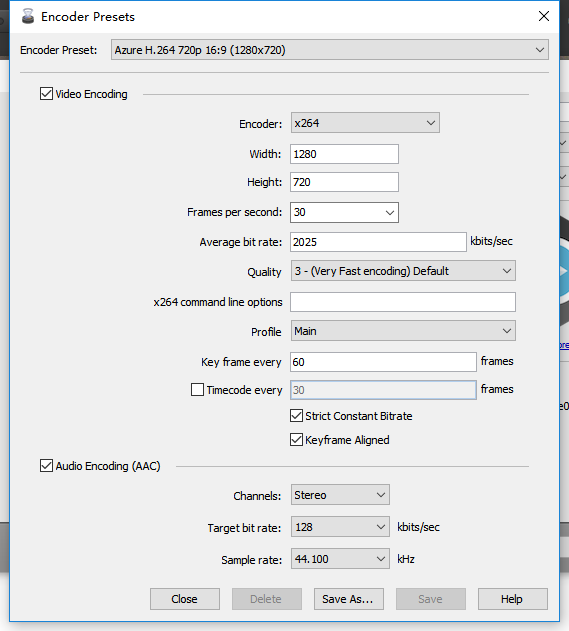 Encoder Presets
Encoder Preset: Azure H.264 720p 16:9 (1280x720)
Video Encoding
Encoder: x264
Width: 1280
Height: 720
Frames per second: 30
Average bit rate: 2025 kbits/sec
Quality 3 - (Very Fast encoding) Default
x264 command line options
Profile Main
Key frame every 60 frames
Timecode every 30 frames
Strict Constant Bitrate
Keyframe Aligned
Audio Encoding (AAC)
Channels: Stereo
Target bit rate: 128 kbits/sec
Sample rate: 44.100 kHz
Close Delete Save As... Save Help